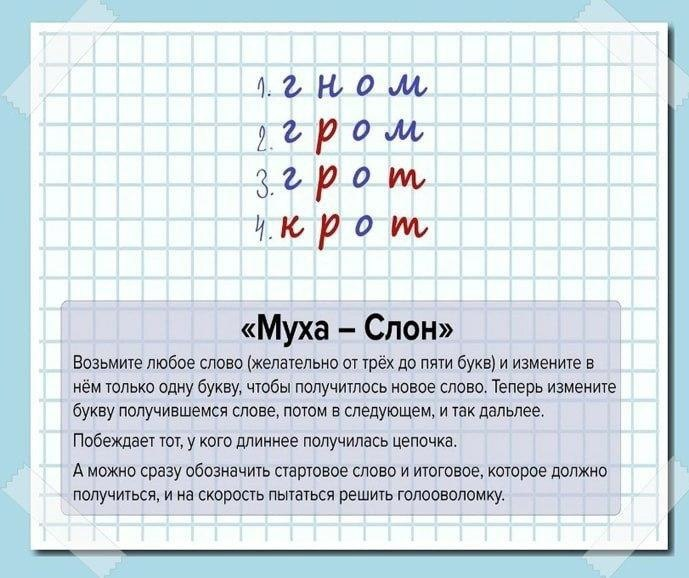 1. гном
2. гром
3. грот
4. крот
«Муха – Слон»
Возьмите любое слово (желательно от трёх до пяти букв) и измените в
нём только одну букву, чтобы получитлось новое слово. Теперь измените
букву получившемся слове, потом в следующем, и так дальлее.
Побеждает тот, у кого длиннее получилась цепочка.
А можно сразу обозначить стартовое слово и итоговое, которое должно
получиться, и на скорость пытаться решить голооволомку.